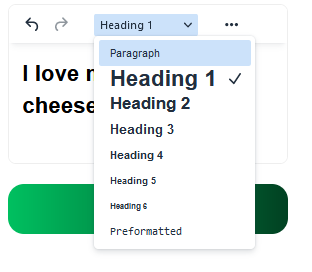 Heading 1
Paragraph
Heading 1
Heading 2
Heading 3
Heading 4
Heading 5
Heading 6
Preformatted
I love
cheese